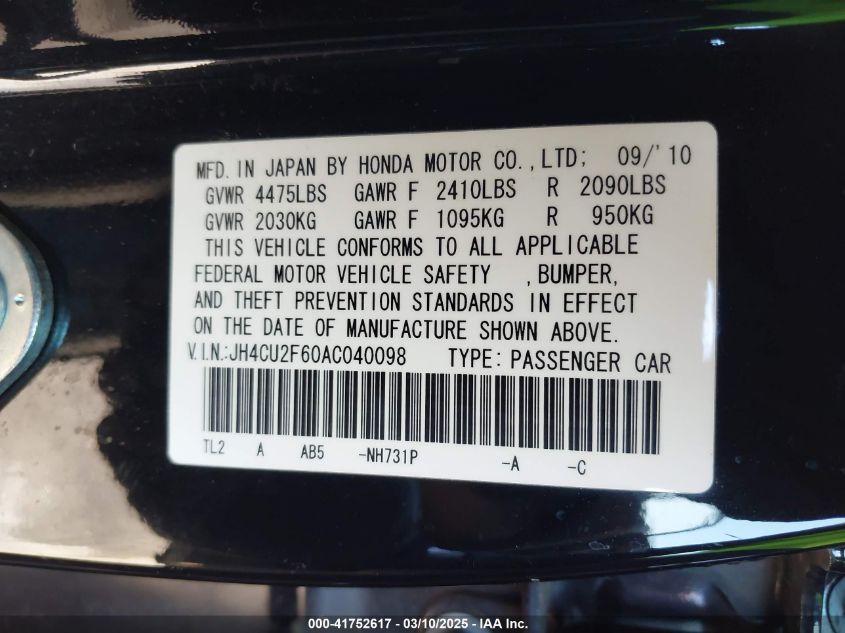 MFD. IN JAPAN BY HONDA MOTOR CO.,LTD; 09/'10
GVWR 4475LBS GAWR F 2410LBS R 2090LBS
GVWR 2030KG GAWR F 1095KG R 950KG
THIS VEHICLE CONFORMS TO ALL APPLICABLE
FEDERAL MOTOR VEHICLE SAFETY , BUMPER,
AND THEFT PREVENTION STANDARDS IN EFFECT
ON THE DATE OF MANUFACTURE SHOWN ABOVE.
V.I.N.: JH4CU2F60AC040098 TYPE: PASSENGER CAR
TL2 A AB5 -NH731P -A -C
000-41752617 - 03/10/2025 - IAA Inc.